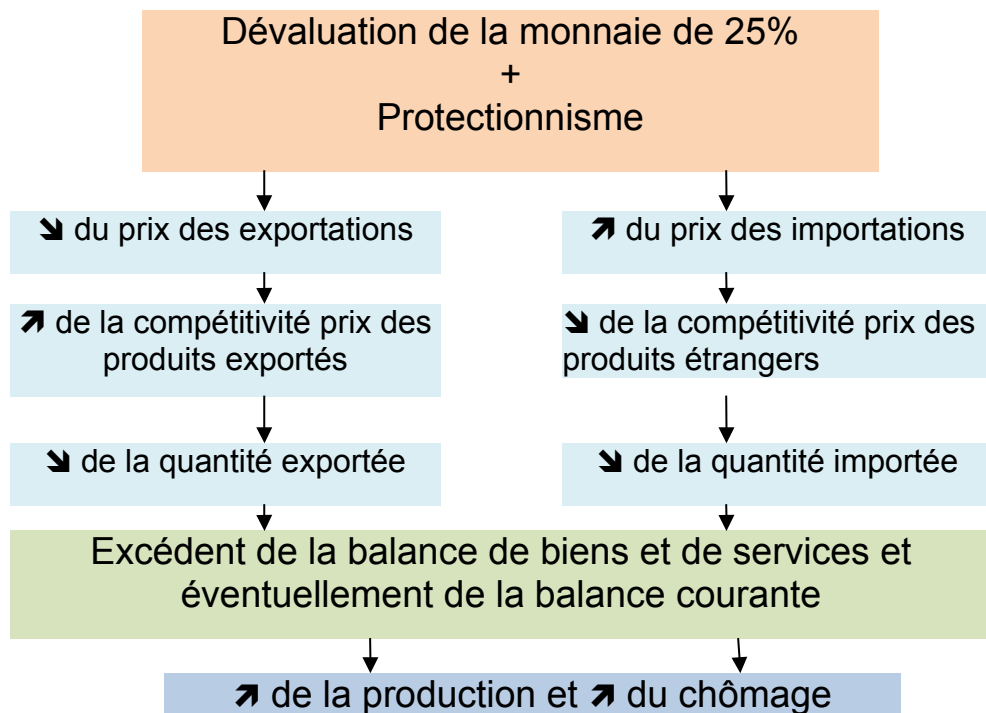 Dévaluation de la monnaie de 25%
+
Protectionnisme
⬊ du prix des exportations
⬈ du prix des importations
⬈ de la compétitivité prix des
produits exportés
⬊ de la compétitivité prix des
produits étrangers
⬊ de la quantité exportée
⬊ de la quantité importée
Excédent de la balance de biens et de services et
éventuellement de la balance courante
⬈ de la production et ⬈ du chômage